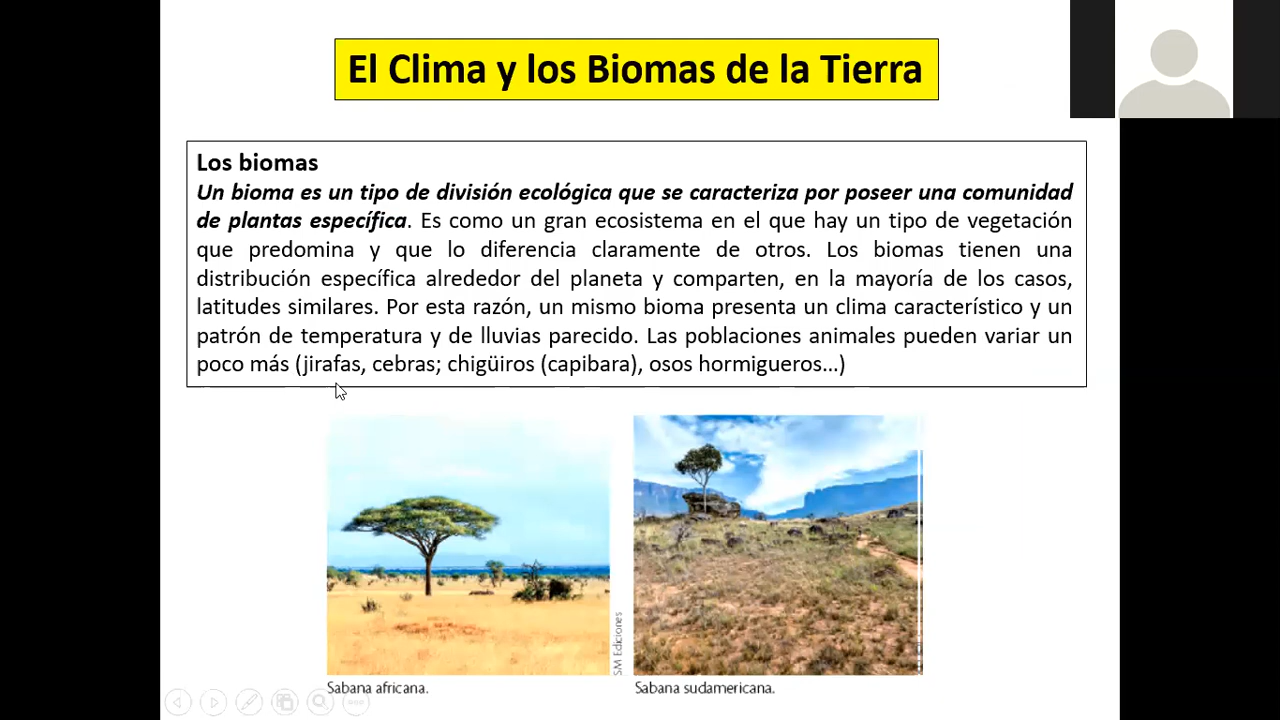 El Clima y los Biomas de la Tierra
Los biomas
Un bioma es un tipo de división ecológica que se caracteriza por poseer una comunidad
de plantas específica. Es como un gran ecosistema en el que hay un tipo de vegetación
que predomina y que lo diferencia claramente de otros. Los biomas tienen una
distribución específica alrededor del planeta y comparten, en la mayoría de los casos,
latitudes similares. Por esta razón, un mismo bioma presenta un clima característico y un
patrón de temperatura y de lluvias parecido. Las poblaciones animales pueden variar un
poco más (jirafas, cebras; chigüiros (capibara), osos hormigueros...)
SM Ediciones
Sabana africana.
Sabana sudamericana.